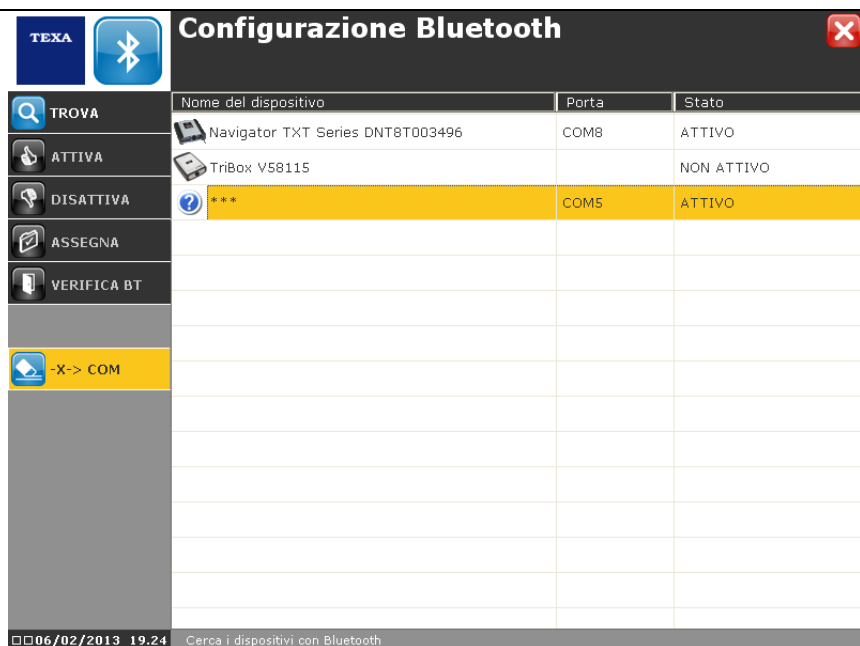 TEXA
Configurazione Bluetooth
TROVA
ATTIVA
DISATTIVA
ASSEGNA
VERIFICA BT
-X-> COM
Nome del dispositivo Porta Stato
Navigator TXT Series DNT8T003496 COM8 ATTIVO
TriBox V58115 NON ATTIVO
*** COM5 ATTIVO
06/02/2013 19.24 Cerca i dispositivi con Bluetooth